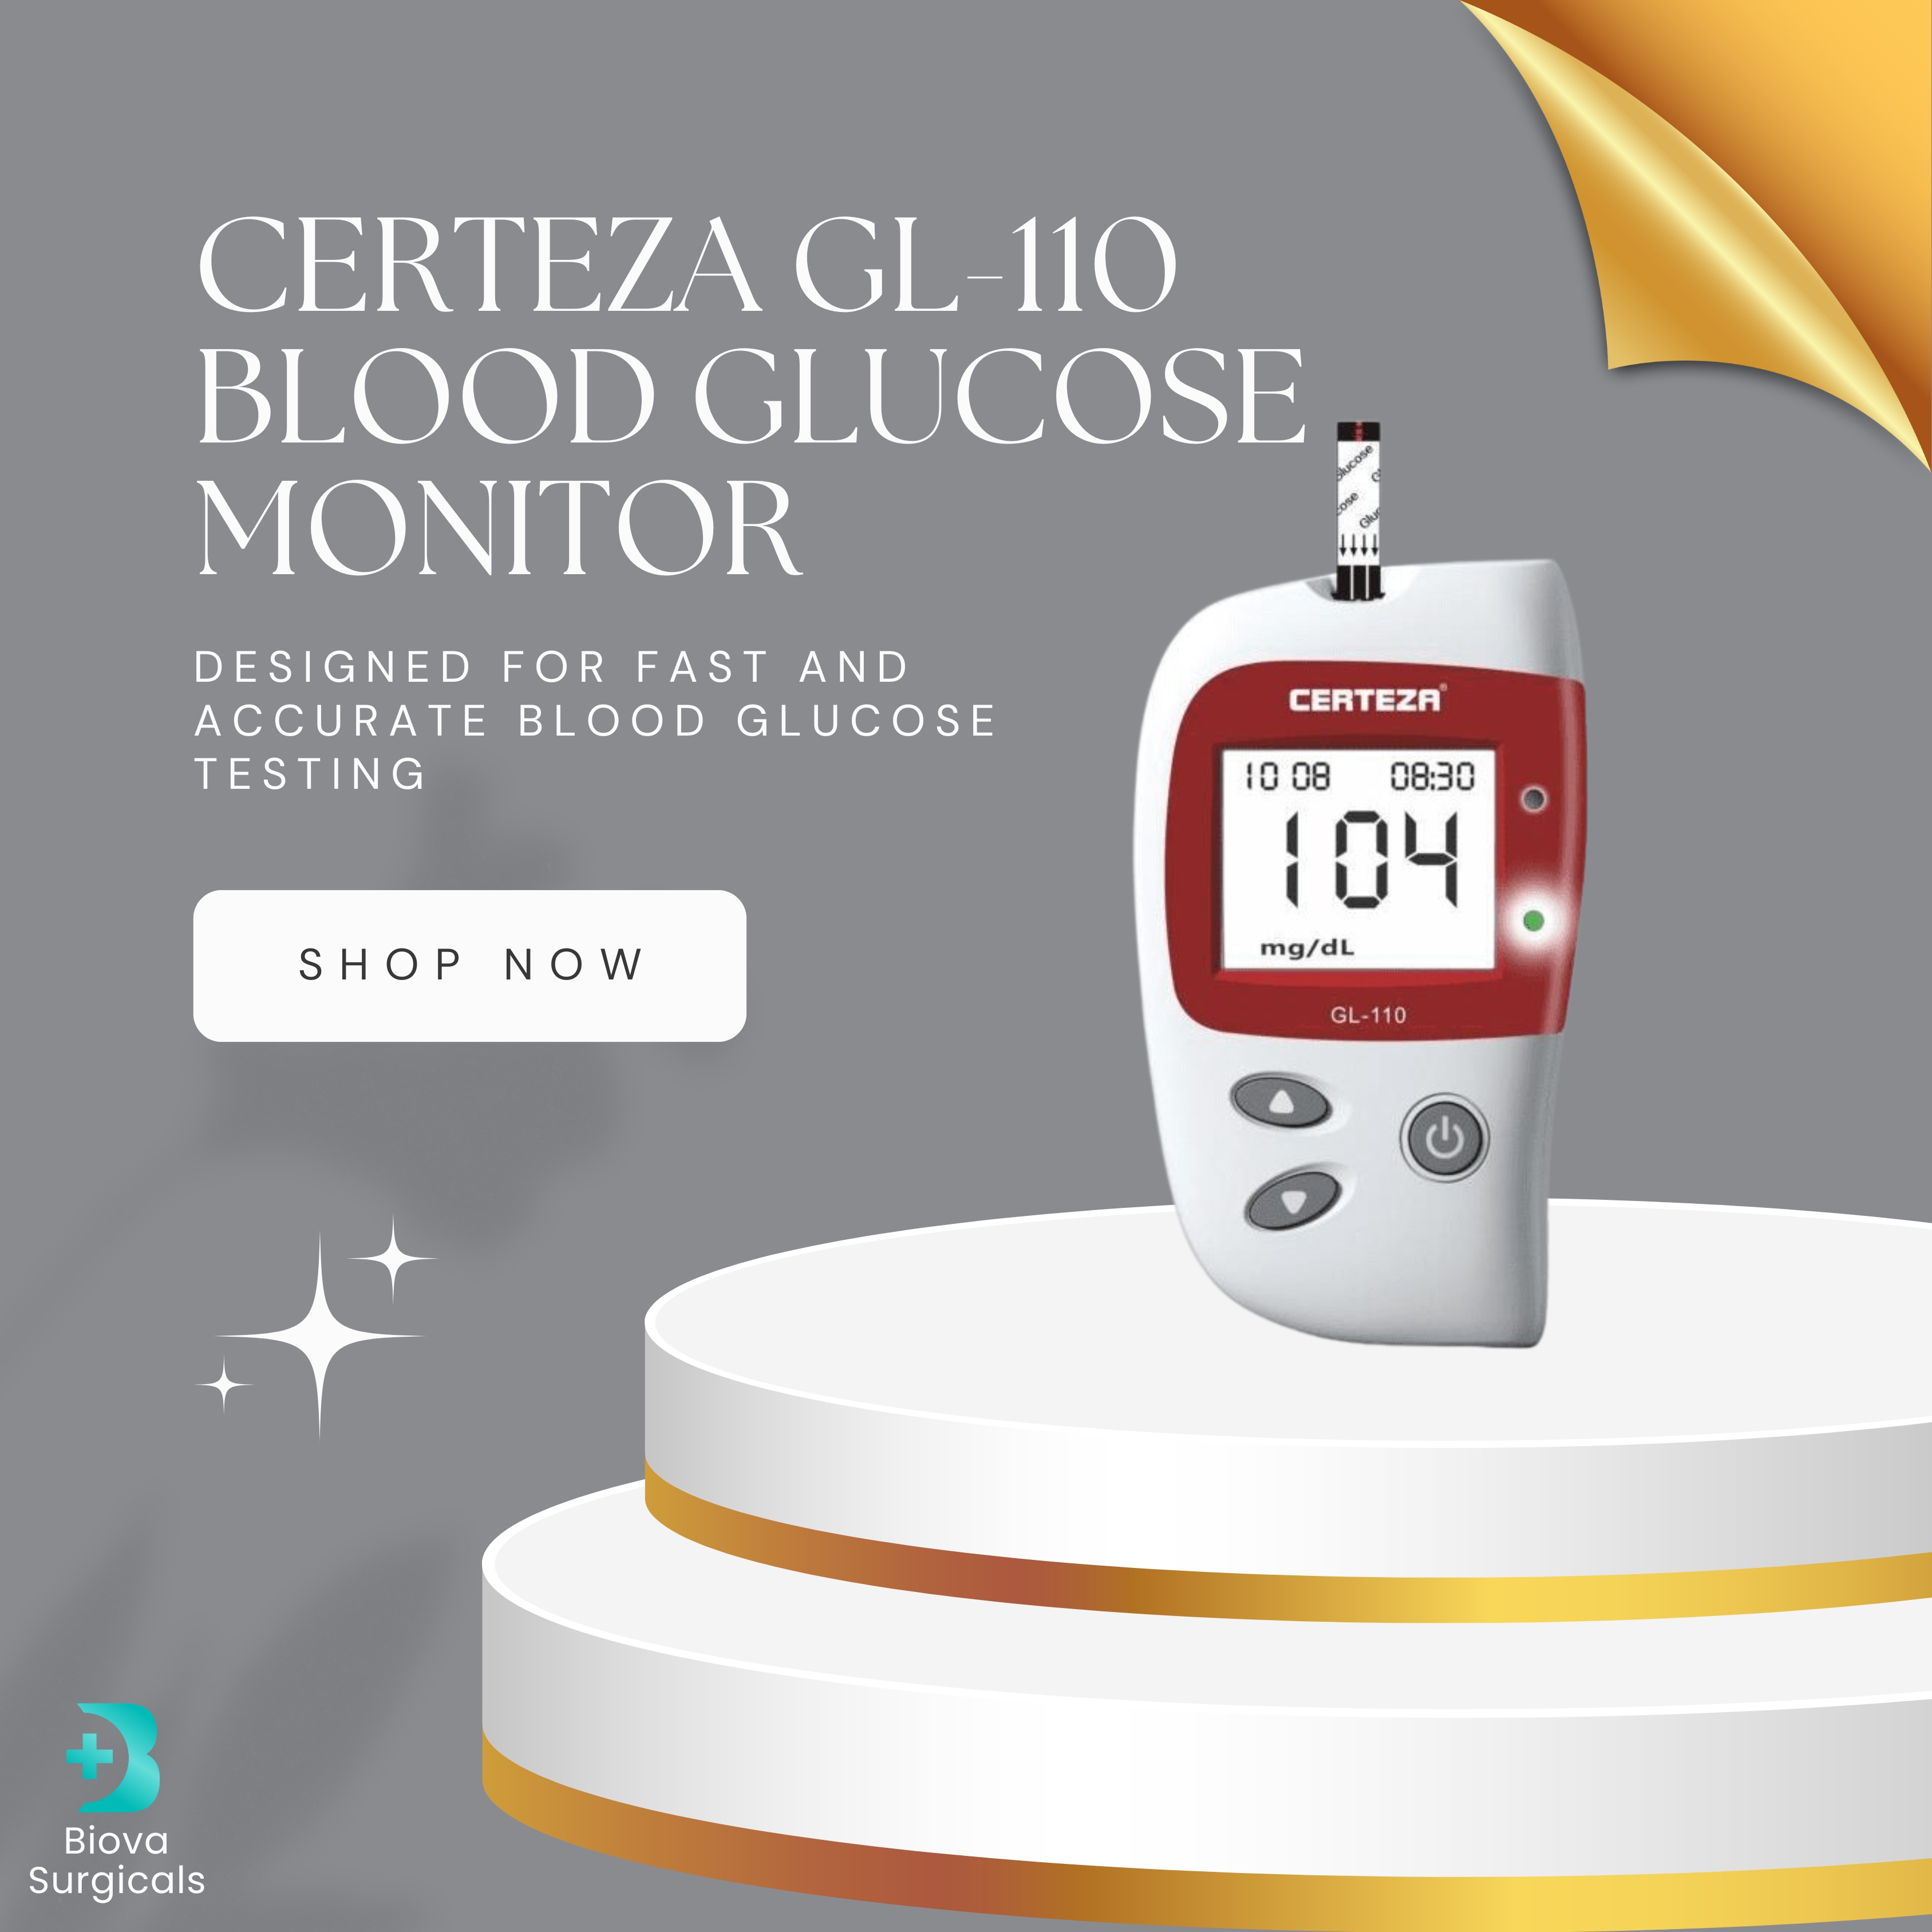 CERTEZA GL-110
BLOOD GLUCOSE
MONITOR
DESIGNED FOR FAST AND
ACCURATE BLOOD GLUCOSE
TESTING
SHOP NOW
Glucose
CERTEZA®
10 08 08:30
104
mg/dL
GL-110
Biova
Surgicals